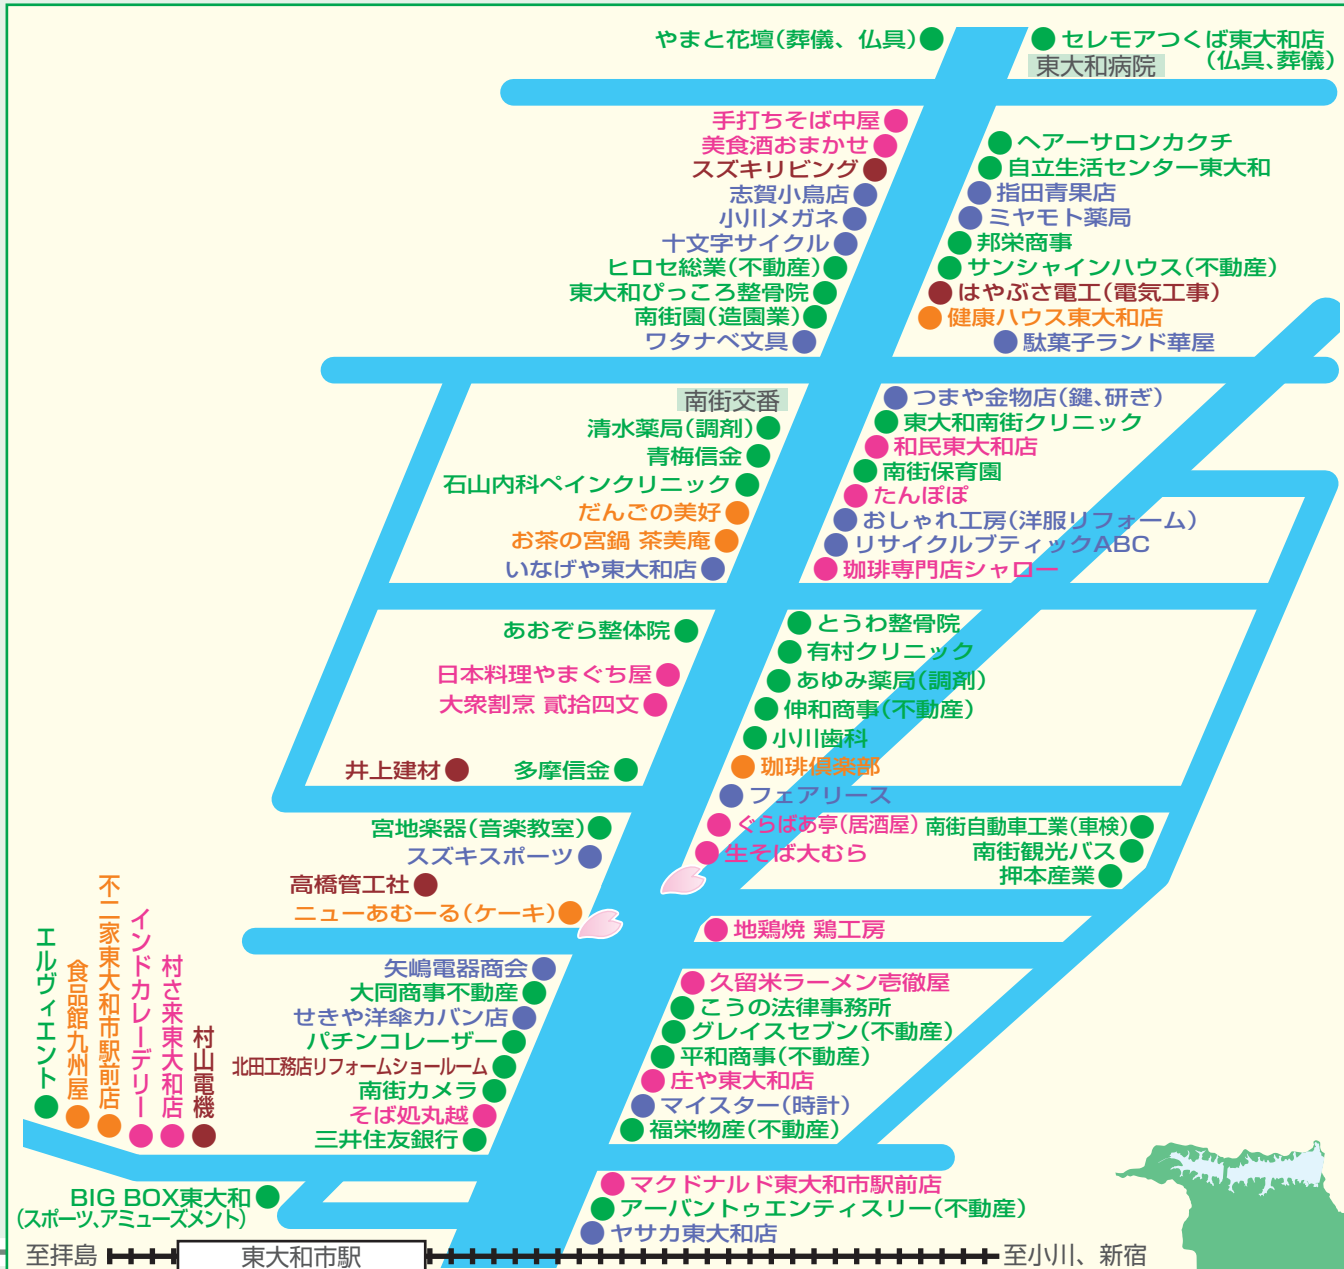 やまと花壇(葬儀、仏具)
セレモアつくば東大和店
(仏具、葬儀)
東大和病院
手打ちそば中屋
美食酒おまかせ
スズキリビング
志賀小鳥店
小川メガネ
十文字サイクル
ヒロセ総業(不動産)
東大和ぴっころ整骨院
南街園(造園業)
ワタナベ文具
ヘアーサロンカクチ
自立生活センター東大和
指田青果店
ミヤモト薬局
邦栄商事
サンシャインハウス(不動産)
はやぶさ電工(電気工事)
健康ハウス東大和店
駄菓子ランド華屋
南街交番
清水薬局(調剤)
青梅信金
石山内科ペインクリニック
だんごの美好
お茶の宮鍋 茶美庵
いなげや東大和店
つまや金物店(鍵、研ぎ)
東大和南街クリニック
和民東大和店
南街保育園
たんぽぽ
おしゃれ工房(洋服リフォーム)
リサイクルブティックABC
珈琲専門店シャロー
あおぞら整体院
日本料理やまぐち屋
大衆割烹 貮拾四文
井上建材
多摩信金
とうわ整骨院
有村クリニック
あゆみ薬局(調剤)
伸和商事(不動産)
小川歯科
珈琲倶楽部
フェアリース
ぐらばあ亭(居酒屋)
生そば大むら
南街自動車工業(車検)
南街観光バス
押本産業
宮地楽器(音楽教室)
スズキスポーツ
高橋管工社
ニューあむーる(ケーキ)
地鶏焼 鶏工房
矢嶋電器商会
大同商事不動産
せきや洋傘カバン店
パチンコレーザー
北田工務店リフォームショールーム
南街カメラ
そば処丸越
三井住友銀行
久留米ラーメン壱徹屋
こうの法律事務所
グレイスセブン(不動産)
平和商事(不動産)
庄や東大和店
マイスター(時計)
福栄物産(不動産)
エルヴィエント
食品館九州屋
不二家東大和市駅前店
インドカレーデリー
村さ来東大和店
村山電機
BIG BOX東大和
(スポーツ、アミューズメント)
マクドナルド東大和市駅前店
アーバントゥエンティスリー(不動産)
ヤサカ東大和店
至拝島
東大和市駅
至小川、新宿